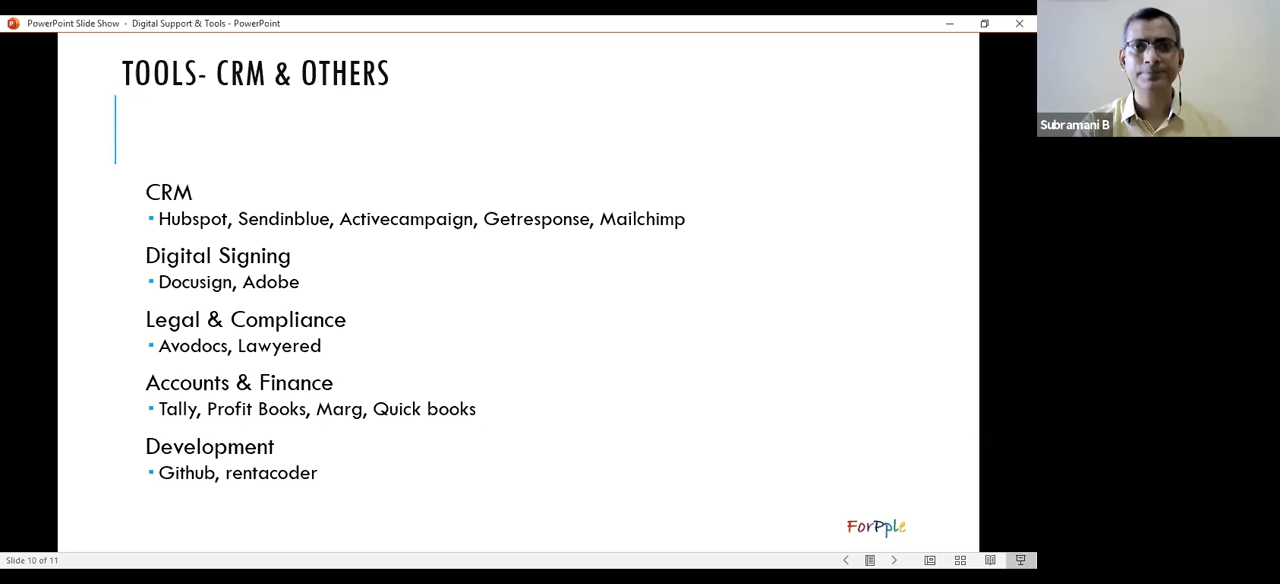 PowerPoint Slide Show - Digital Support & Tools - PowerPoint
TOOLS- CRM & OTHERS
CRM
▪ Hubspot, Sendinblue, Activecampaign, Getresponse, Mailchimp
Digital Signing
▪ Docusign, Adobe
Legal & Compliance
▪ Avodocs, Lawyered
Accounts & Finance
▪ Tally, Profit Books, Marg, Quick books
Development
▪ Github, rentacoder
ForPple
Slide 10 of 11
Subramani B